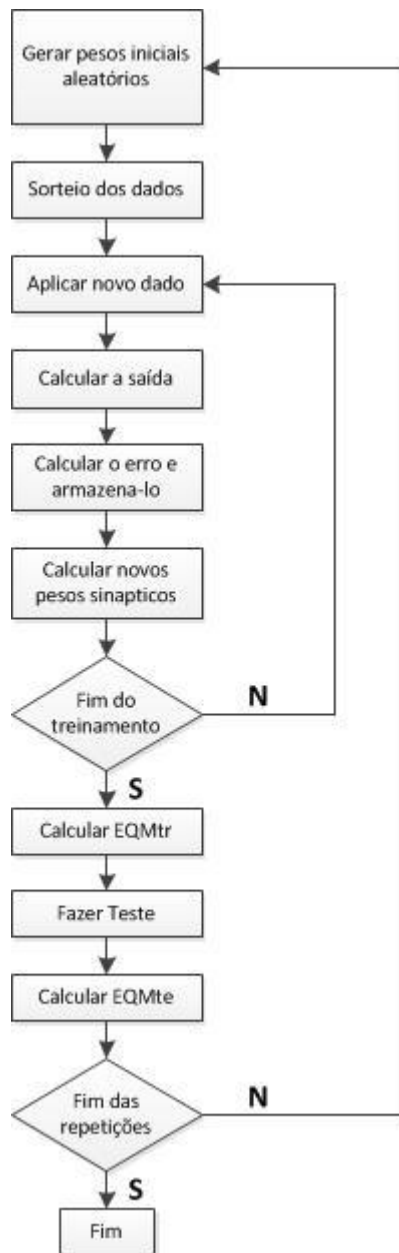 Gerar pesos iniciais
aleatórios
Sorteio dos dados
Aplicar novo dado
Calcular a saída
Calcular o erro e
armazena-lo
Calcular novos
pesos sinapticos
Fim do
treinamento
N
S
Calcular EQMtr
Fazer Teste
Calcular EQMte
Fim das
repetições
N
S
Fim